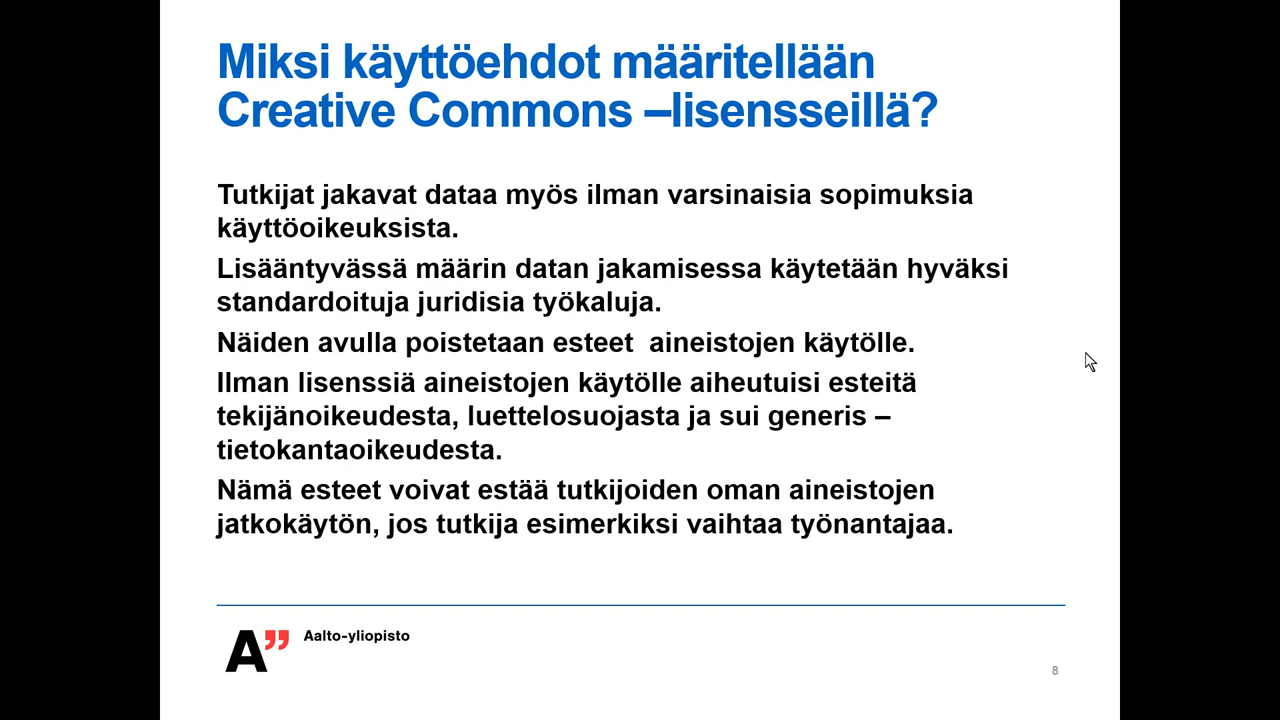 Miksi käyttöehdot määritellään
Creative Commons –lisensseillä?
Tutkijat jakavat dataa myös ilman varsinaisia sopimuksia
käyttöoikeuksista.
Lisääntyvässä määrin datan jakamisessa käytetään hyväksi
standardoituja juridisia työkaluja.
Näiden avulla poistetaan esteet  aineistojen käytölle.
Ilman lisenssiä aineistojen käytölle aiheutuisi esteitä
tekijänoikeudesta, luettelosuojasta ja sui generis –
tietokantaoikeudesta.
Nämä esteet voivat estää tutkijoiden oman aineistojen
jatkokäytön, jos tutkija esimerkiksi vaihtaa työnantajaa.
A”
Aalto-yliopisto
8